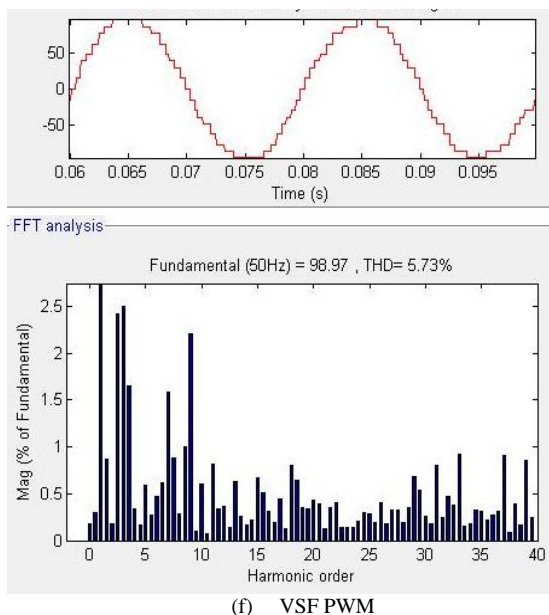 50
0
-50
0.06 0.065 0.07 0.075 0.08 0.085 0.09 0.095
Time (s)
FFT analysis
Fundamental (50Hz) = 98.97 , THD= 5.73%
2.5
2
1.5
1
0.5
0
Mag (% of Fundamental)
0 5 10 15 20 25 30 35 40
Harmonic order
(f) VSF PWM